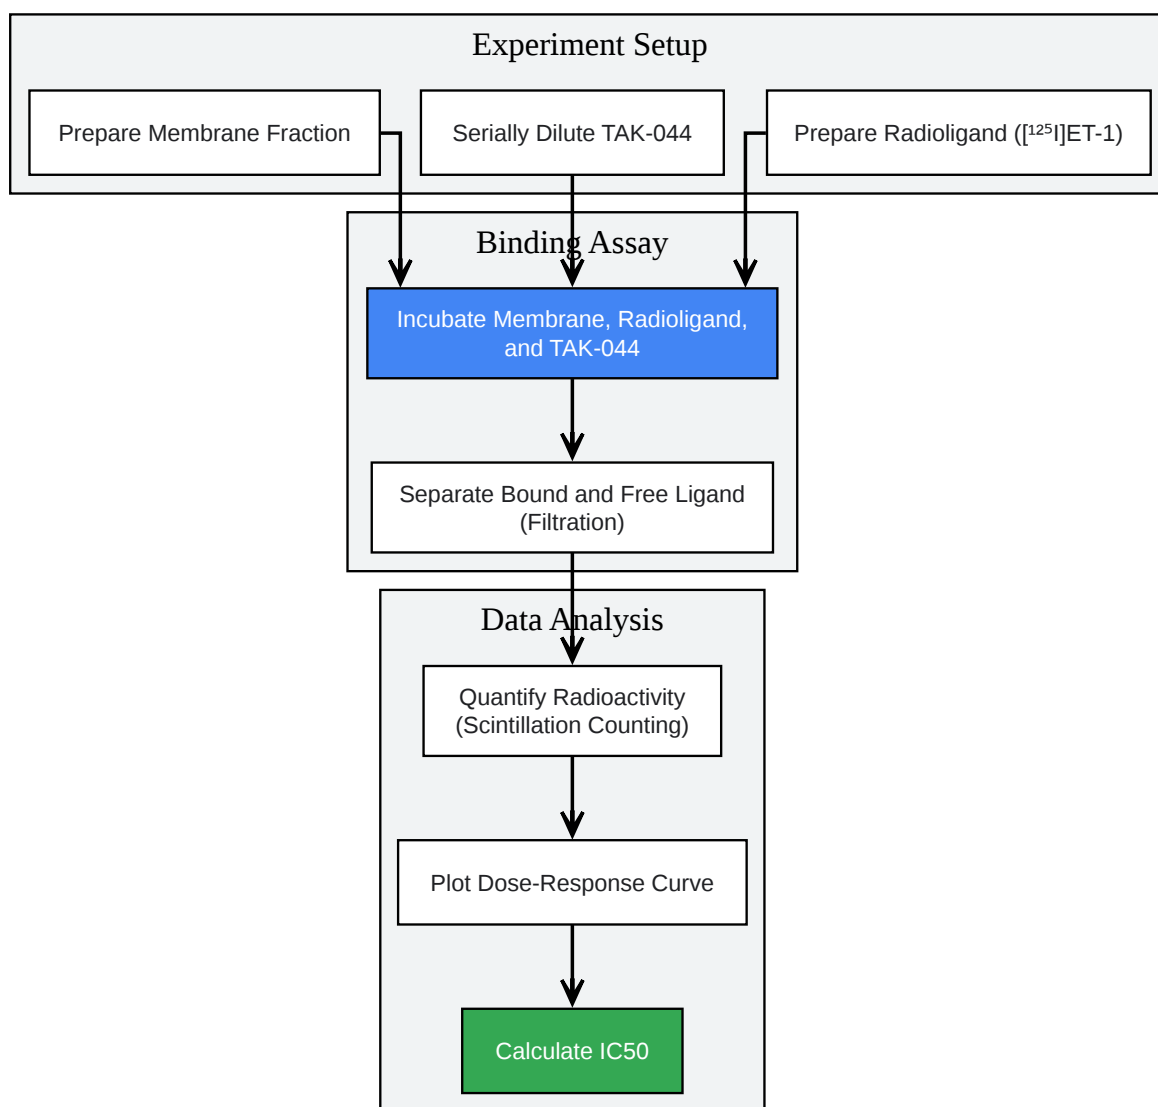 Experiment Setup
Prepare Membrane Fraction
Serially Dilute TAK-044
Prepare Radioligand ([¹²⁵I]ET-1)
Binding Assay
Incubate Membrane, Radioligand,
and TAK-044
Separate Bound and Free Ligand
(Filtration)
Data Analysis
Quantify Radioactivity
(Scintillation Counting)
Plot Dose-Response Curve
Calculate IC50